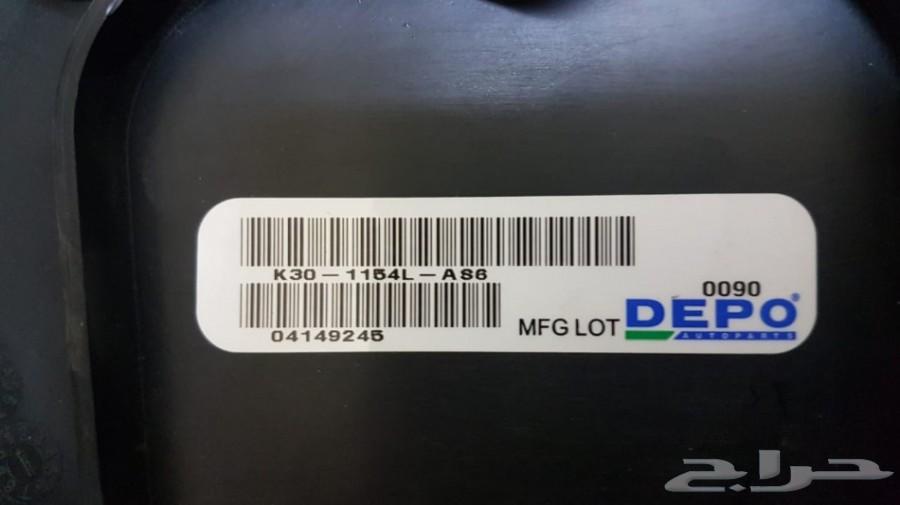 K30-1154L-AS6
04149245
0090
MFG LOT DEPO®
AUTOPARTS
حراج